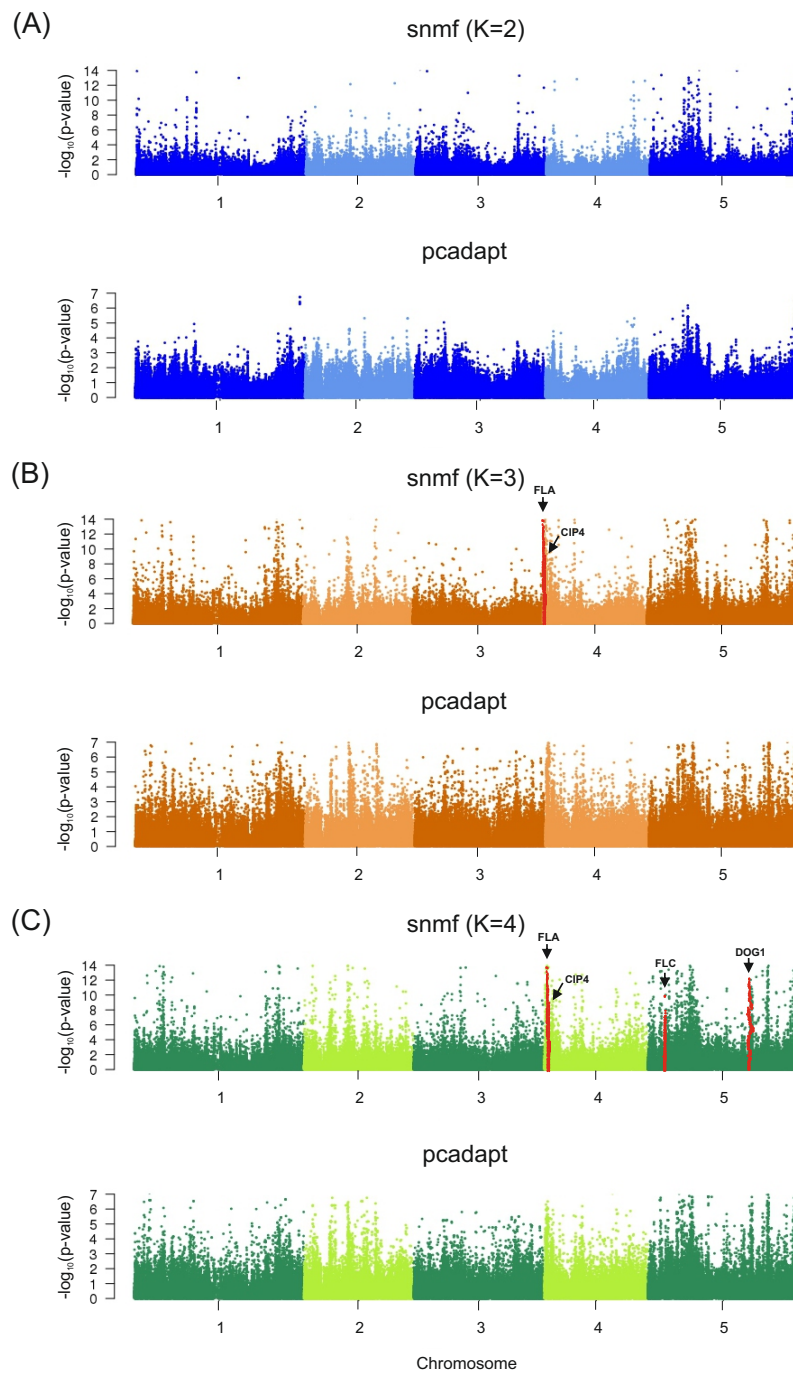 (A)
snmf (K=2)
-log₁₀(p-value)
14
12
10
8
6
4
2
0
1 2 3 4 5
pcadapt
-log₁₀(p-value)
7
6
5
4
3
2
1
0
1 2 3 4 5
(B)
snmf (K=3)
FLA
CIP4
-log₁₀(p-value)
14
12
10
8
6
4
2
0
1 2 3 4 5
pcadapt
-log₁₀(p-value)
7
6
5
4
3
2
1
0
1 2 3 4 5
(C)
snmf (K=4)
FLA
CIP4
FLC
DOG1
-log₁₀(p-value)
14
12
10
8
6
4
2
0
1 2 3 4 5
pcadapt
-log₁₀(p-value)
7
6
5
4
3
2
1
0
1 2 3 4 5
Chromosome